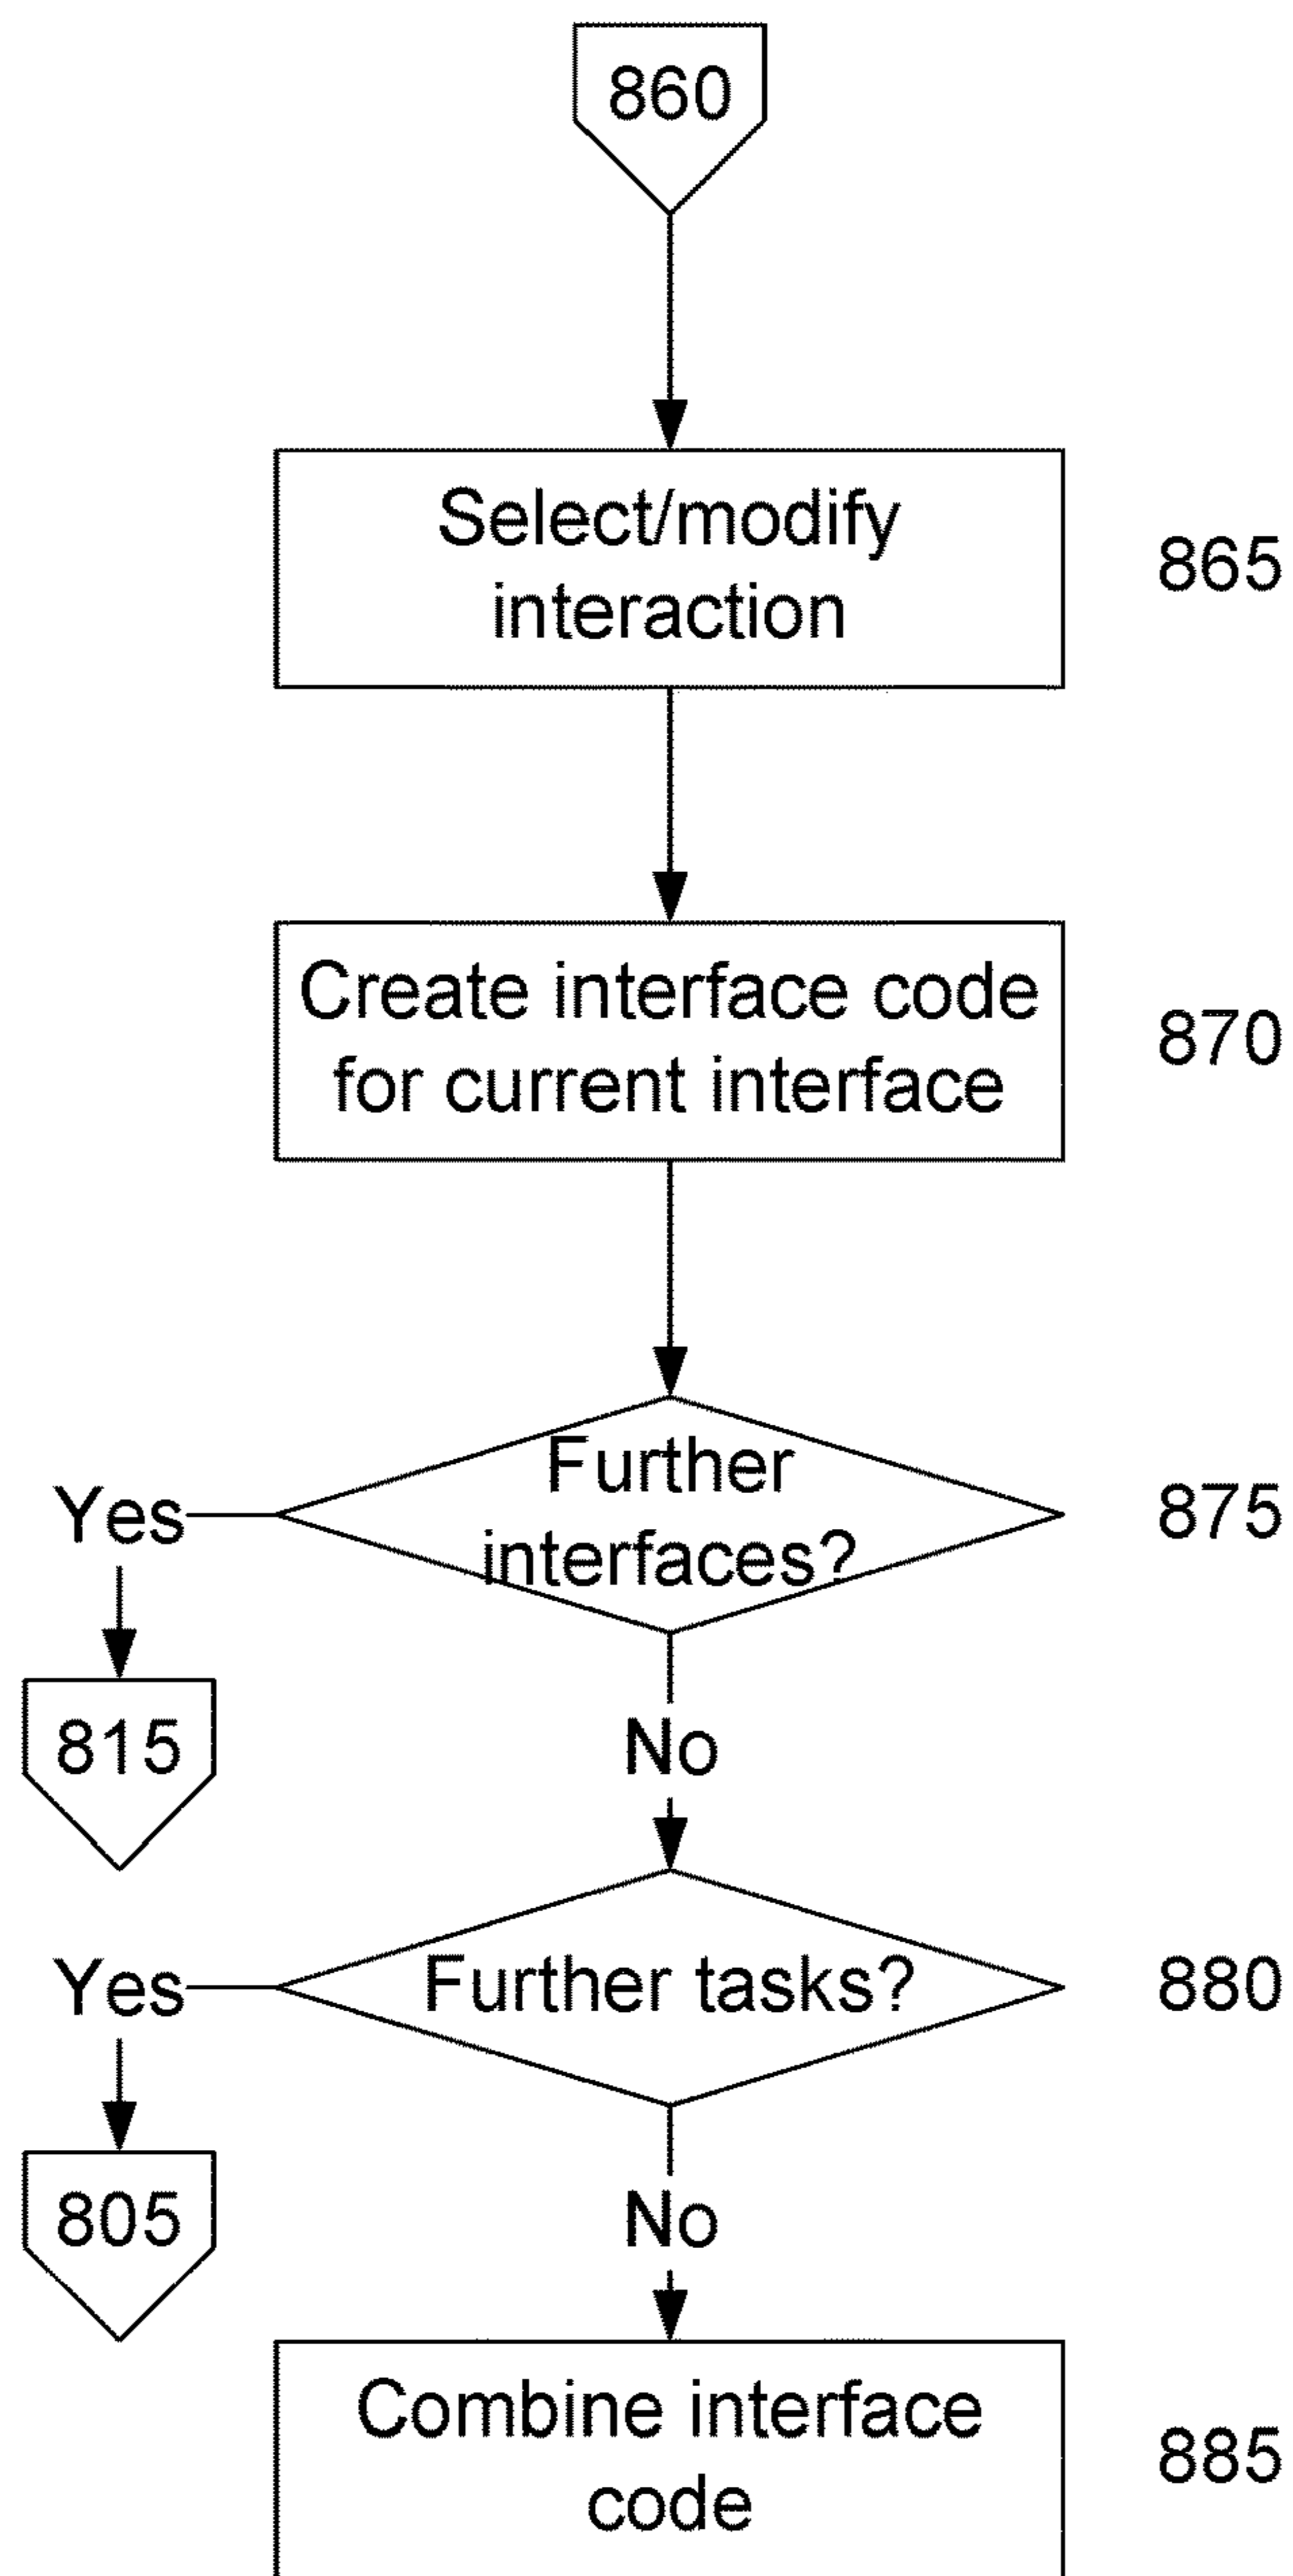 860
Select/modify
interaction
865
Create interface code
for current interface
870
Further
interfaces?
875
Yes
815
No
Further tasks?
880
Yes
805
No
Combine interface
code
885